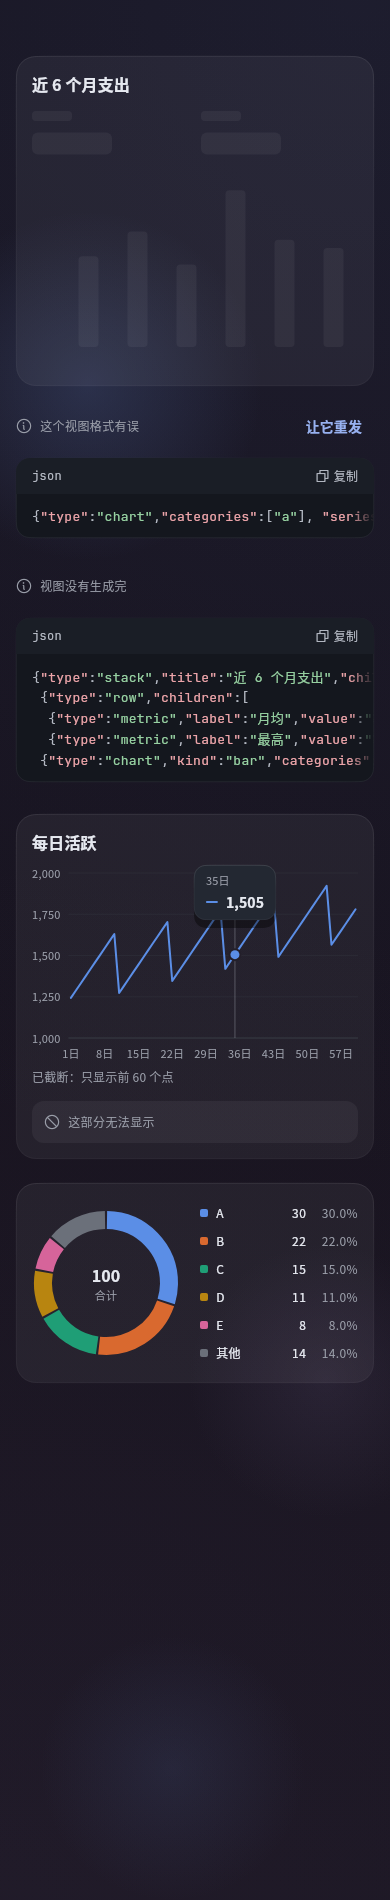 近 6 个月支出
这个视图格式有误 让它重发
json 复制
{"type":"chart","categories":["a"], "serie
视图没有生成完
json 复制
{"type":"stack","title":"近 6 个月支出","chi
{"type":"row","children":[
{"type":"metric","label":"月均","value":"
{"type":"metric","label":"最高","value":"
{"type":"chart","kind":"bar","categories"
每日活跃
2,000
35日
1,505
1,750
1,500
1,250
1,000
1日 8日 15日 22日 29日 36日 43日 50日 57日
已截断：只显示前 60 个点
这部分无法显示
A 30 30.0%
B 22 22.0%
C 15 15.0%
D 11 11.0%
E 8 8.0%
其他 14 14.0%
100
合计